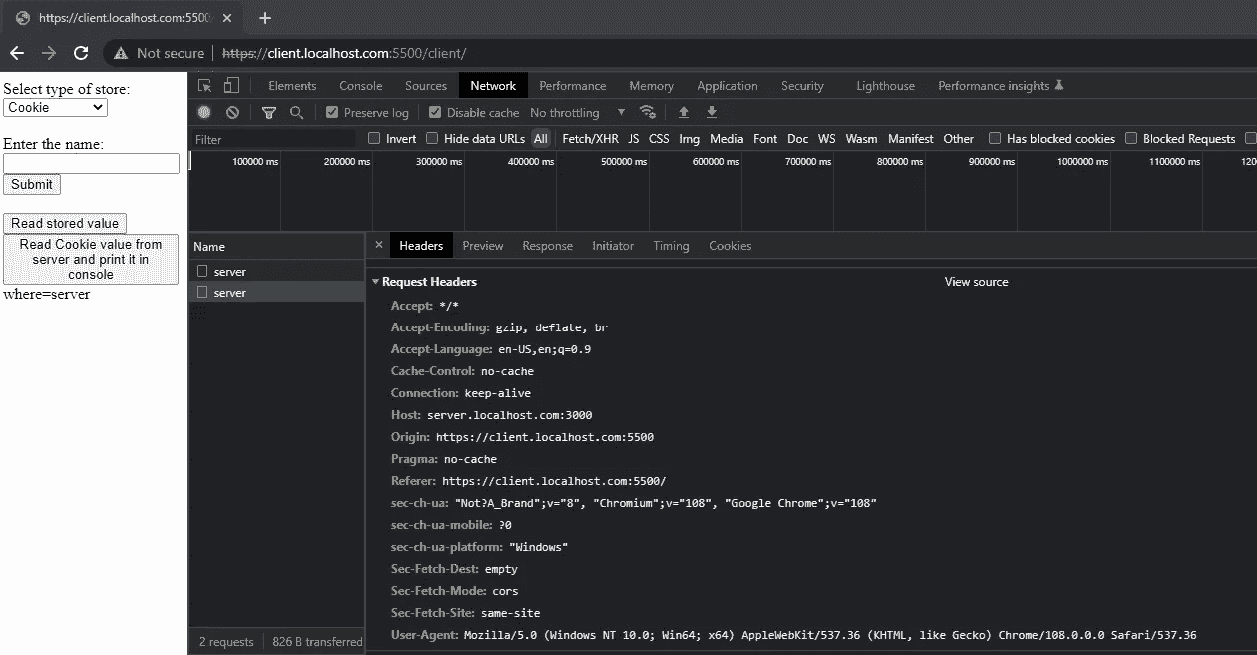 https://client.localhost.com:5500/
Not secure | https://client.localhost.com:5500/client/
Select type of store:
Cookie
Enter the name:
Submit
Read stored value
Read Cookie value from
server and print it in
console
where=server
Elements Console Sources Network Performance Memory Application Security Lighthouse Performance insights
Preserve log Disable cache No throttling
Filter Invert Hide data URLs All Fetch/XHR JS CSS Img Media Font Doc WS Wasm Manifest Other Has blocked cookies Blocked Requests
100000 ms 200000 ms 300000 ms 400000 ms 500000 ms 600000 ms 700000 ms 800000 ms 900000 ms 1000000 ms 1100000 ms 120
Name
server
server
2 requests 826 B transferred
Headers Preview Response Initiator Timing Cookies
Request Headers View source
Accept: */*
Accept-Encoding: gzip, deflate, br
Accept-Language: en-US,en;q=0.9
Cache-Control: no-cache
Connection: keep-alive
Host: server.localhost.com:3000
Origin: https://client.localhost.com:5500
Pragma: no-cache
Referer: https://client.localhost.com:5500/
sec-ch-ua: "Not?A_Brand";v="8", "Chromium";v="108", "Google Chrome";v="108"
sec-ch-ua-mobile: ?0
sec-ch-ua-platform: "Windows"
Sec-Fetch-Dest: empty
Sec-Fetch-Mode: cors
Sec-Fetch-Site: same-site
User-Agent: Mozilla/5.0 (Windows NT 10.0; Win64; x64) AppleWebKit/537.36 (KHTML, like Gecko) Chrome/108.0.0.0 Safari/537.36